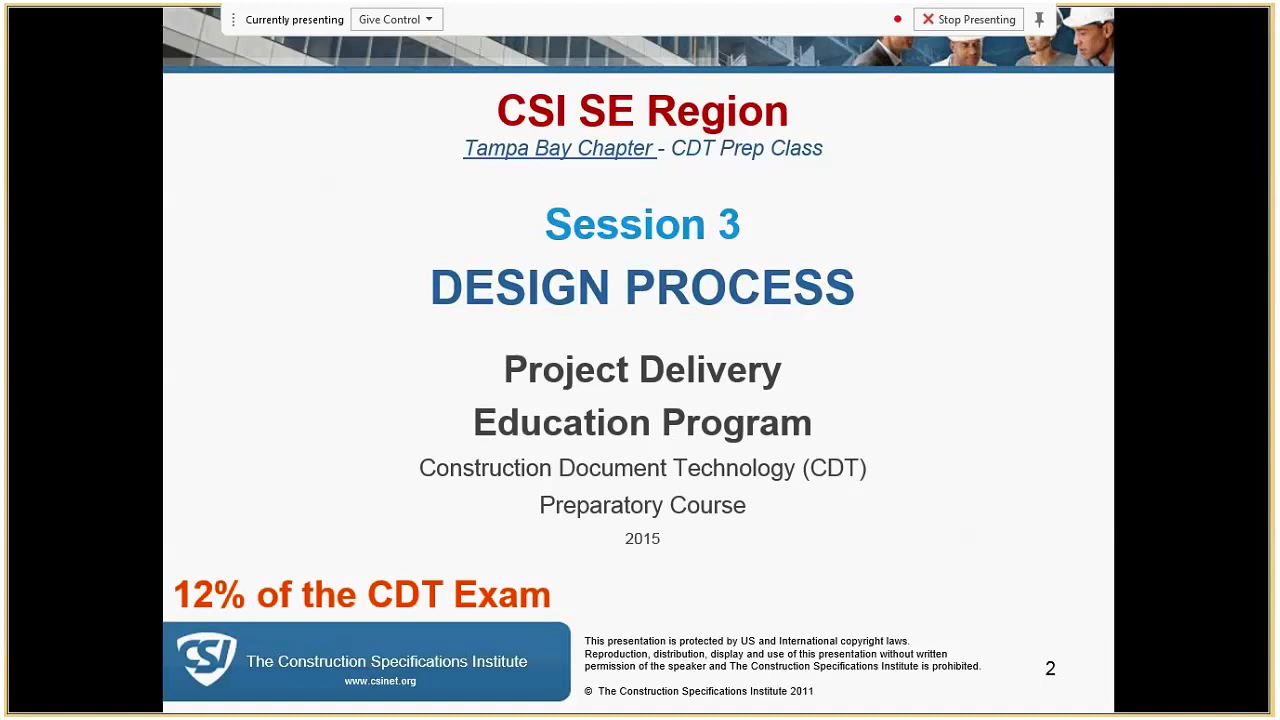 Currently presenting Give Control Stop Presenting
CSI SE Region
Tampa Bay Chapter - CDT Prep Class
Session 3
DESIGN PROCESS
Project Delivery
Education Program
Construction Document Technology (CDT)
Preparatory Course
2015
12% of the CDT Exam
CSI The Construction Specifications Institute
www.csinet.org
This presentation is protected by US and International copyright laws.
Reproduction, distribution, display and use of this presentation without written
permission of the speaker and The Construction Specifications Institute is prohibited.
© The Construction Specifications Institute 2011
2